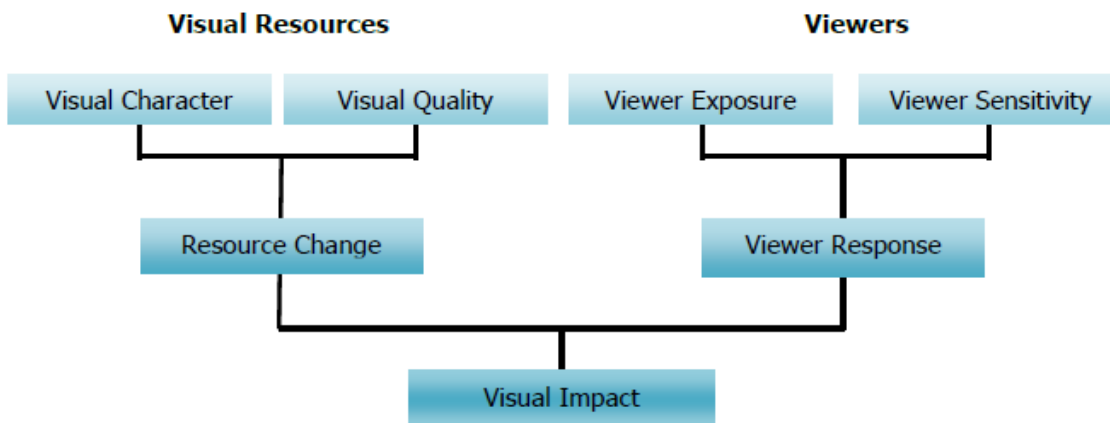 Visual Resources
Viewers
Visual Character
Visual Quality
Viewer Exposure
Viewer Sensitivity
Resource Change
Viewer Response
Visual Impact